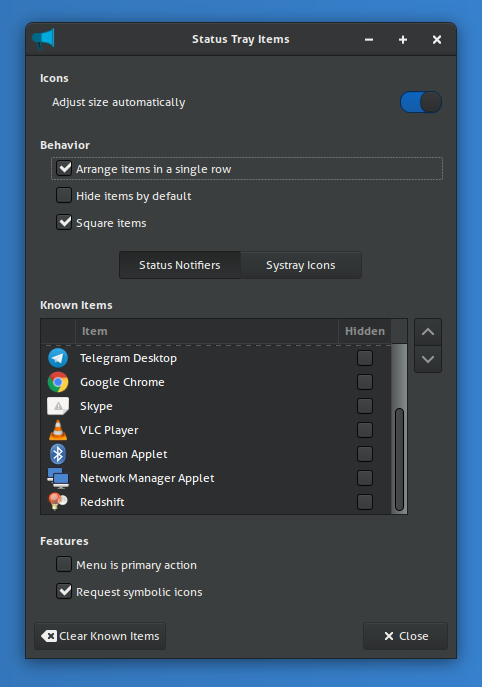 Status Tray Items
Icons
Adjust size automatically
Behavior
Arrange items in a single row
Hide items by default
Square items
Status Notifiers Systray Icons
Known Items
Item Hidden
Telegram Desktop
Google Chrome
Skype
VLC Player
Blueman Applet
Network Manager Applet
Redshift
Features
Menu is primary action
Request symbolic icons
Clear Known Items Close